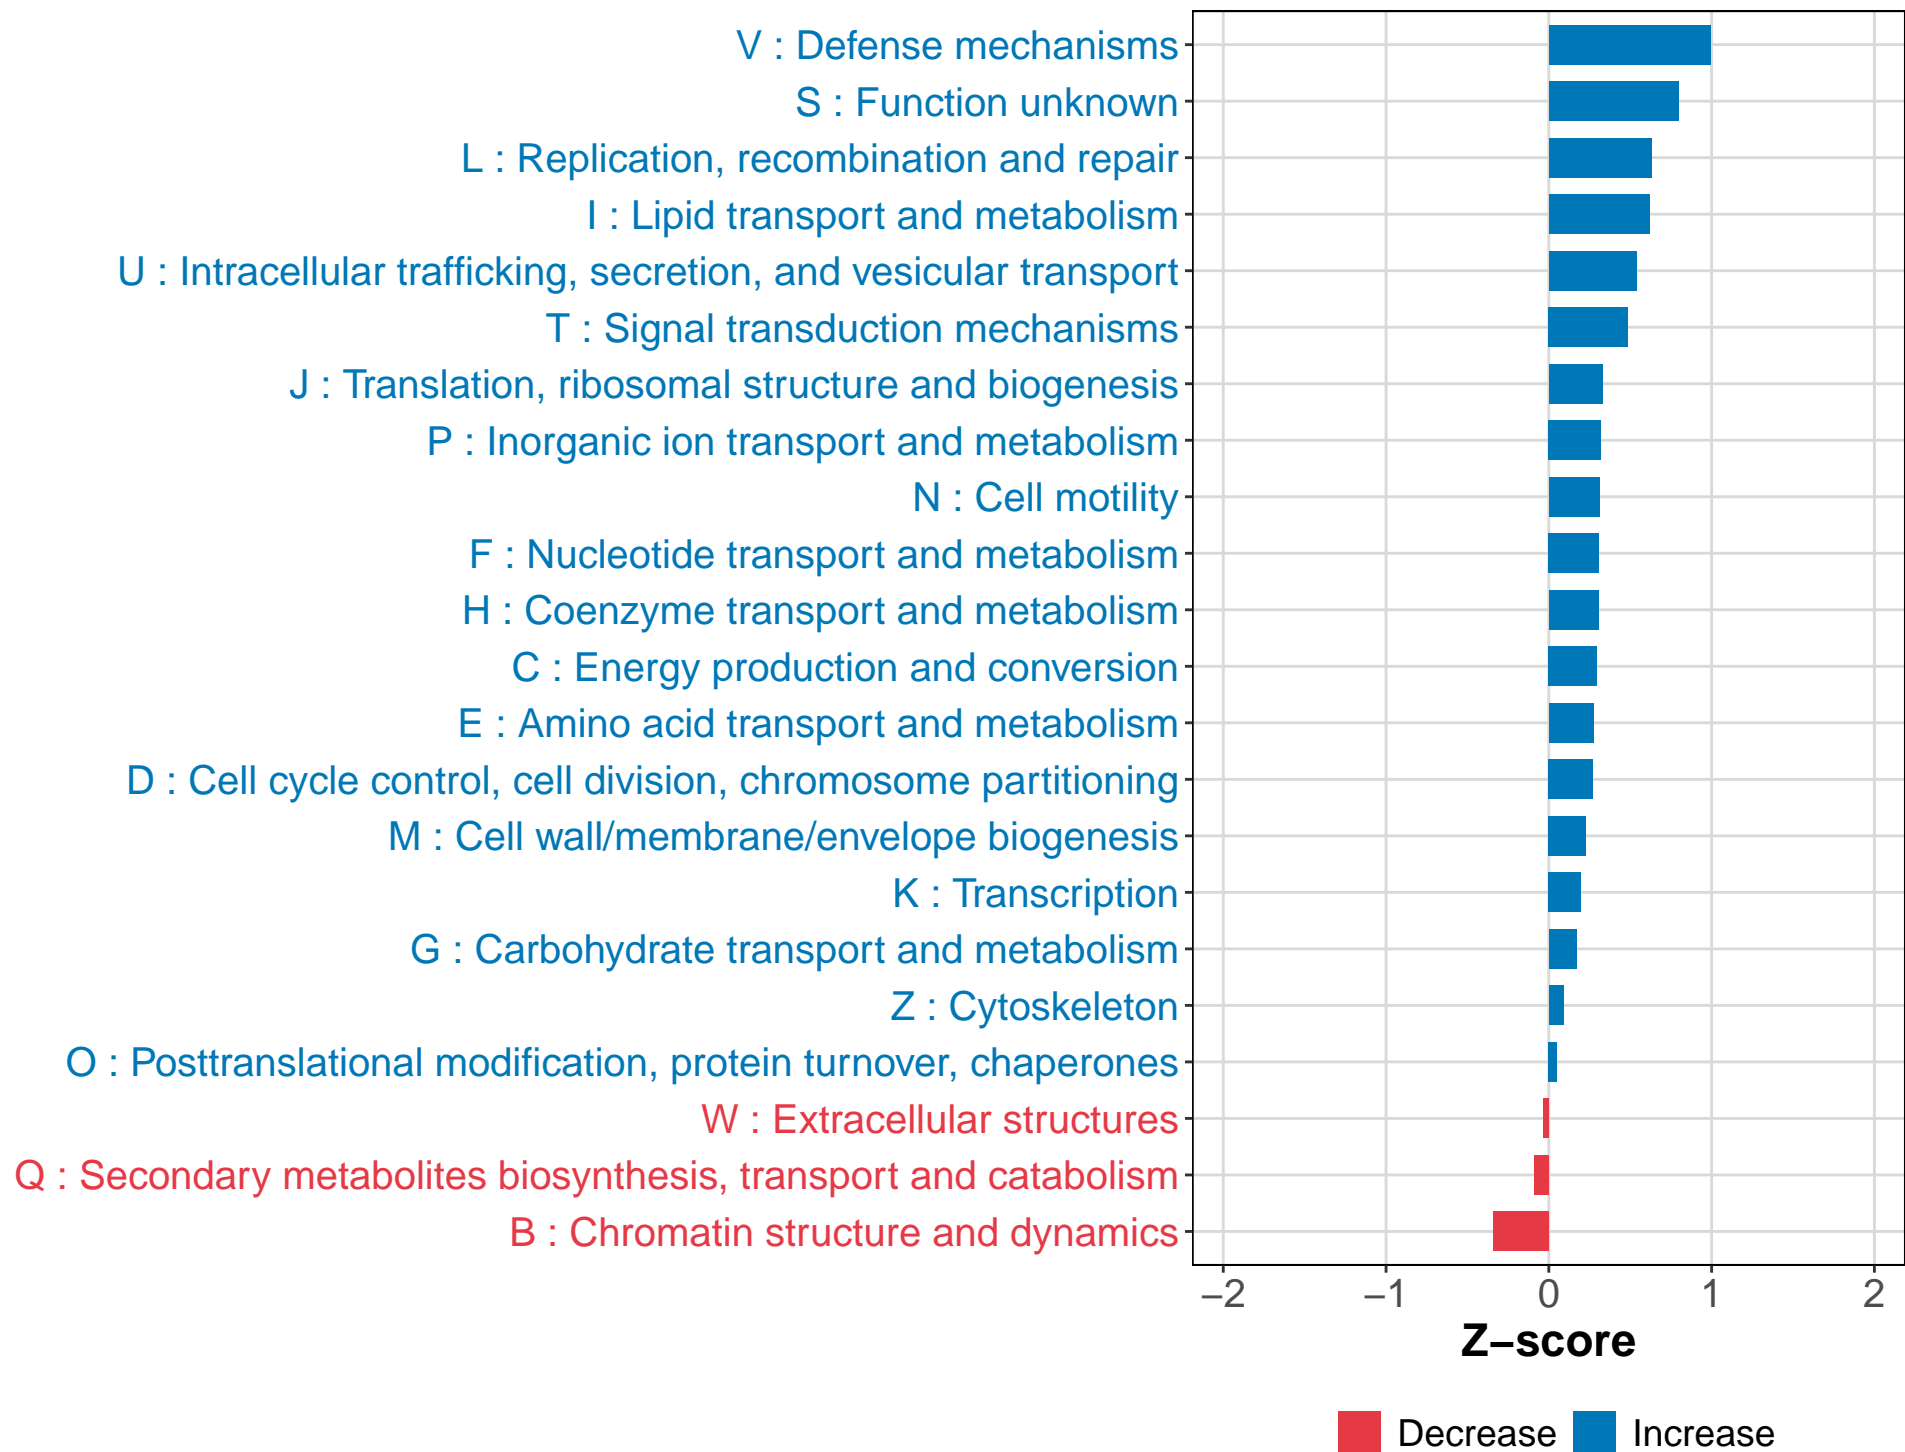 V : Defense mechanisms
S : Function unknown
L : Replication, recombination and repair
I : Lipid transport and metabolism
U : Intracellular trafficking, secretion, and vesicular transport
T : Signal transduction mechanisms
J : Translation, ribosomal structure and biogenesis
P : Inorganic ion transport and metabolism
N : Cell motility
F : Nucleotide transport and metabolism
H : Coenzyme transport and metabolism
C : Energy production and conversion
E : Amino acid transport and metabolism
D : Cell cycle control, cell division, chromosome partitioning
M : Cell wall/membrane/envelope biogenesis
K : Transcription
G : Carbohydrate transport and metabolism
Z : Cytoskeleton
O : Posttranslational modification, protein turnover, chaperones
W : Extracellular structures
Q : Secondary metabolites biosynthesis, transport and catabolism
B : Chromatin structure and dynamics
−2 −1 0 1 2
Z−score
Decrease Increase